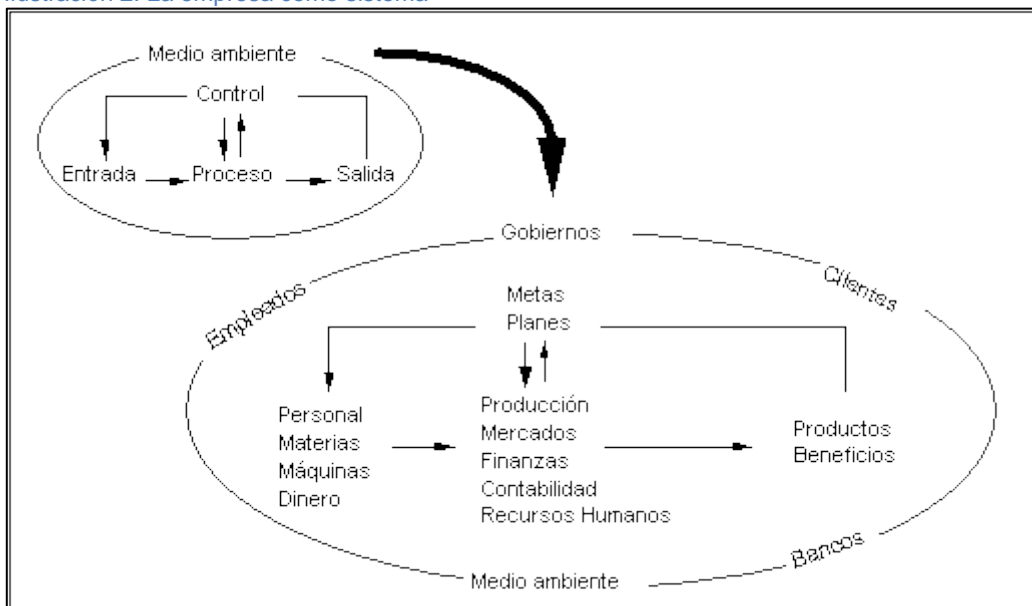 Ilustración 2. La empresa como sistema
Medio ambiente
Control
Entrada
Proceso
Salida
Gobiernos
Empleados
Clientes
Metas
Planes
Personal
Materias
Máquinas
Dinero
Producción
Mercados
Finanzas
Contabilidad
Recursos Humanos
Productos
Beneficios
Bancos
Medio ambiente